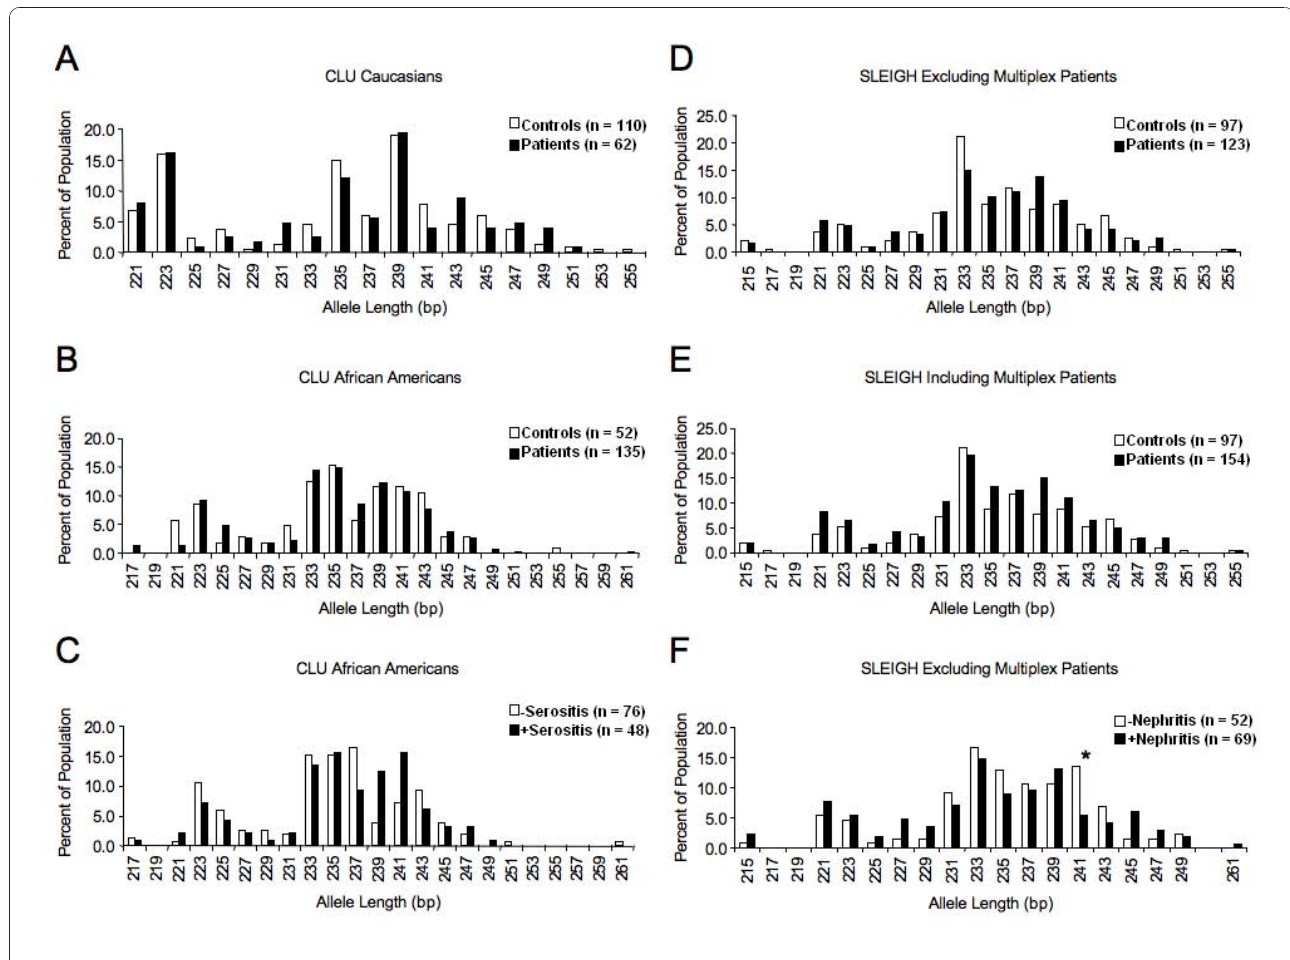 A
CLU Caucasians
Controls (n = 110)
Patients (n = 62)
Percent of Population
20.0
15.0
10.0
5.0
0.0
221 223 225 227 229 231 233 235 237 239 241 243 245 247 249 251 253 255
Allele Length (bp)
B
CLU African Americans
Controls (n = 52)
Patients (n = 135)
Percent of Population
20.0
15.0
10.0
5.0
0.0
217 219 221 223 225 227 229 231 233 235 237 239 241 243 245 247 249 251 253 255 257 259 261
Allele Length (bp)
C
CLU African Americans
-Serositis (n = 76)
+Serositis (n = 48)
Percent of Population
20.0
15.0
10.0
5.0
0.0
217 219 221 223 225 227 229 231 233 235 237 239 241 243 245 247 249 251 253 255 257 259 261
Allele Length (bp)
D
SLEIGH Excluding Multiplex Patients
Controls (n = 97)
Patients (n = 123)
Percent of Population
25.0
20.0
15.0
10.0
5.0
0.0
215 217 219 221 223 225 227 229 231 233 235 237 239 241 243 245 247 249 251 253 255
Allele Length (bp)
E
SLEIGH Including Multiplex Patients
Controls (n = 97)
Patients (n = 154)
Percent of Population
25.0
20.0
15.0
10.0
5.0
0.0
215 217 219 221 223 225 227 229 231 233 235 237 239 241 243 245 247 249 251 253 255
Allele Length (bp)
F
SLEIGH Excluding Multiplex Patients
-Nephritis (n = 52)
+Nephritis (n = 69)
*
Percent of Population
20.0
15.0
10.0
5.0
0.0
215 217 219 221 223 225 227 229 231 233 235 237 239 241 243 245 247 249 261
Allele Length (bp)